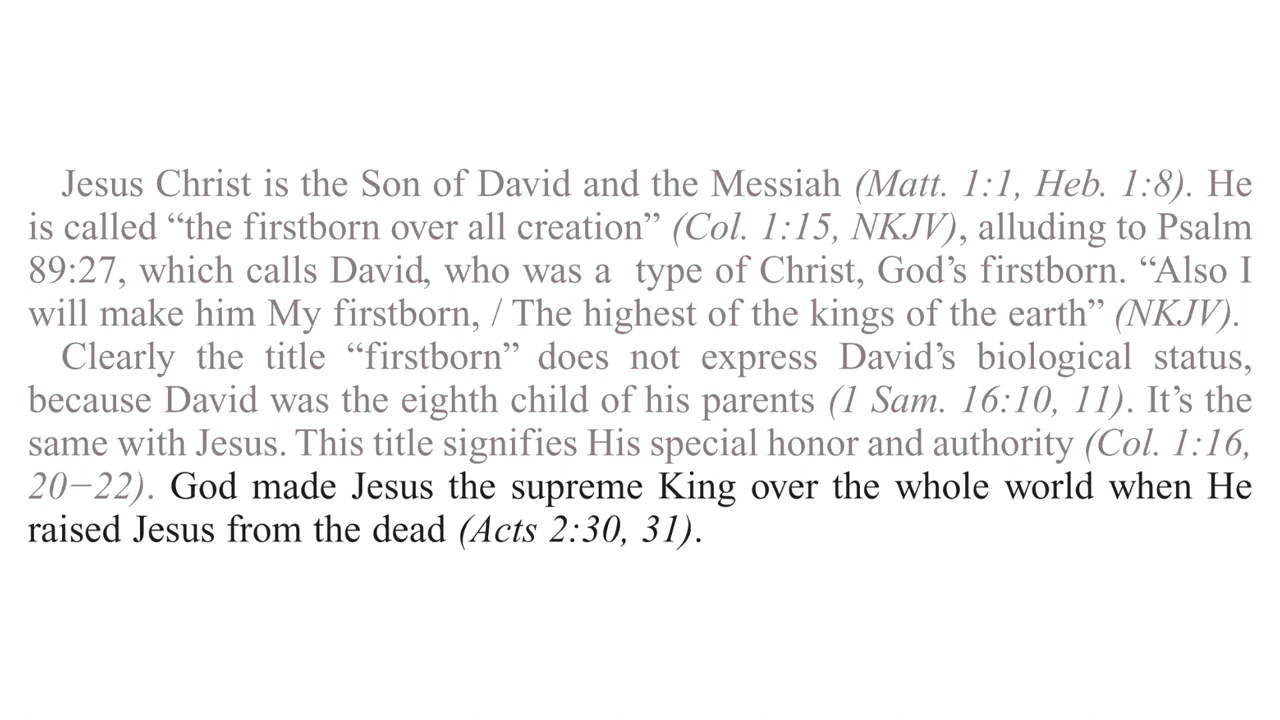 Jesus Christ is the Son of David and the Messiah (Matt. 1:1, Heb. 1:8). He
is called “the firstborn over all creation” (Col. 1:15, NKJV), alluding to Psalm
89:27, which calls David, who was a  type of Christ, God’s firstborn. “Also I
will make him My firstborn, / The highest of the kings of the earth” (NKJV).
Clearly the title “firstborn” does not express David’s biological status,
because David was the eighth child of his parents (1 Sam. 16:10, 11). It’s the
same with Jesus. This title signifies His special honor and authority (Col. 1:16,
20−22). God made Jesus the supreme King over the whole world when He
raised Jesus from the dead (Acts 2:30, 31).